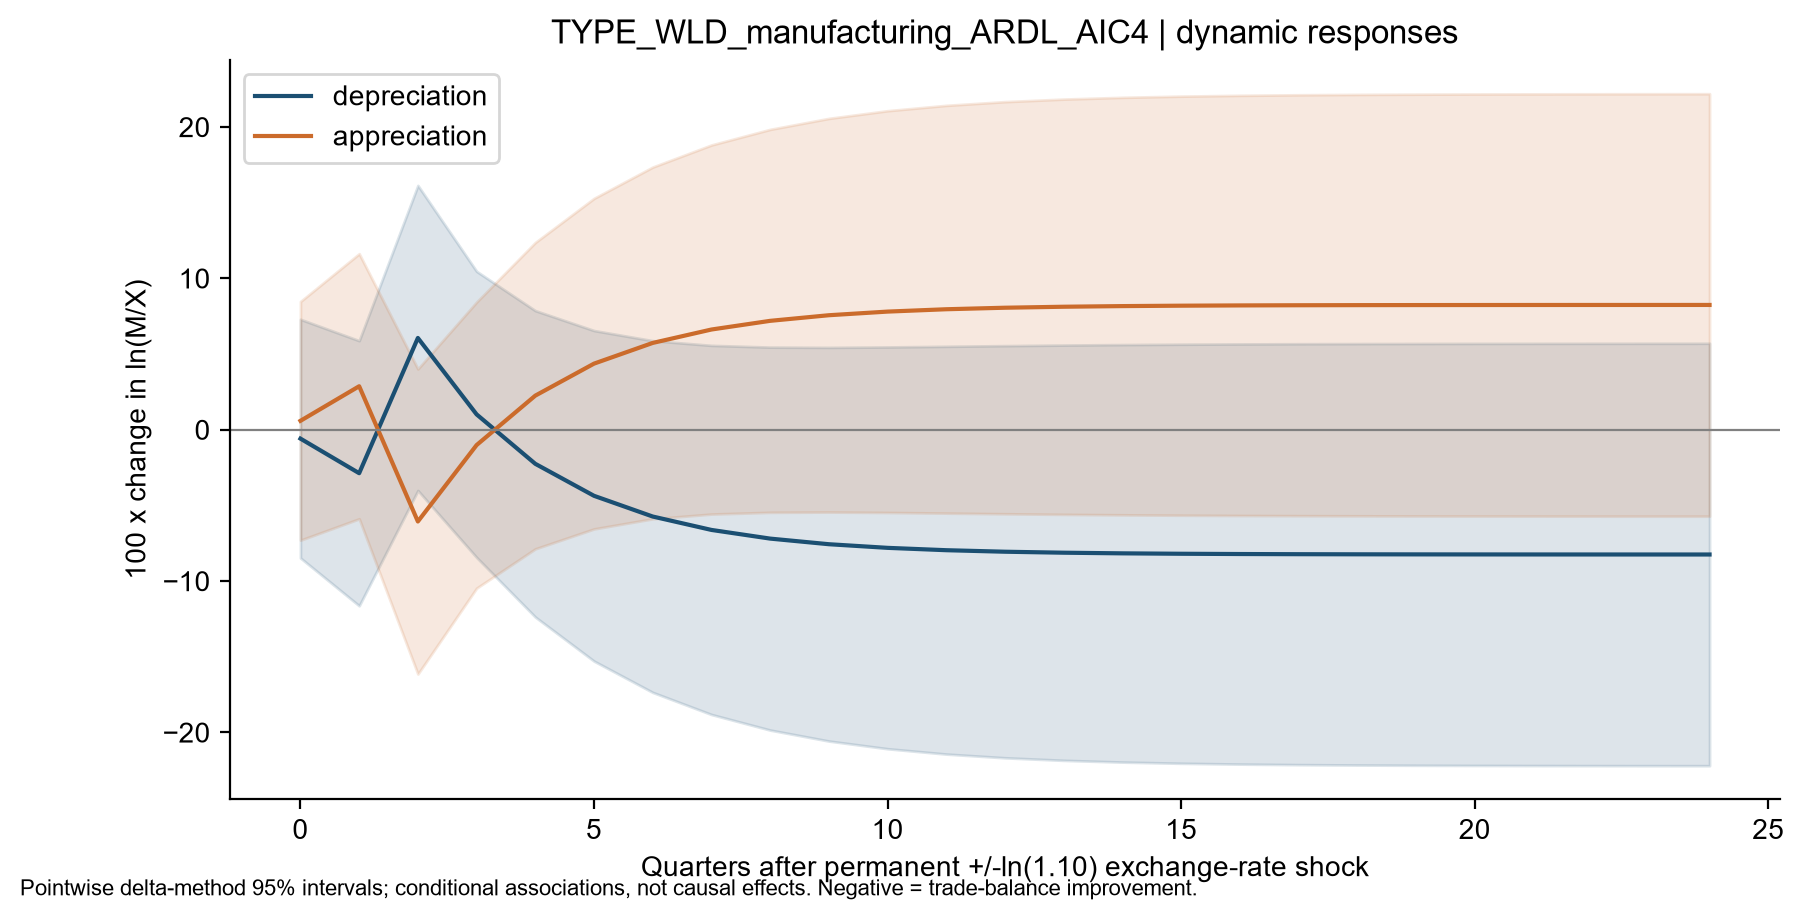 TYPE_WLD_manufacturing_ARDL_AIC4 | dynamic responses
depreciation
appreciation
20
10
0
−10
−20
100 x change in ln(M/X)
0 5 10 15 20 25
Quarters after permanent +/-ln(1.10) exchange-rate shock
Pointwise delta-method 95% intervals; conditional associations, not causal effects. Negative = trade-balance improvement.